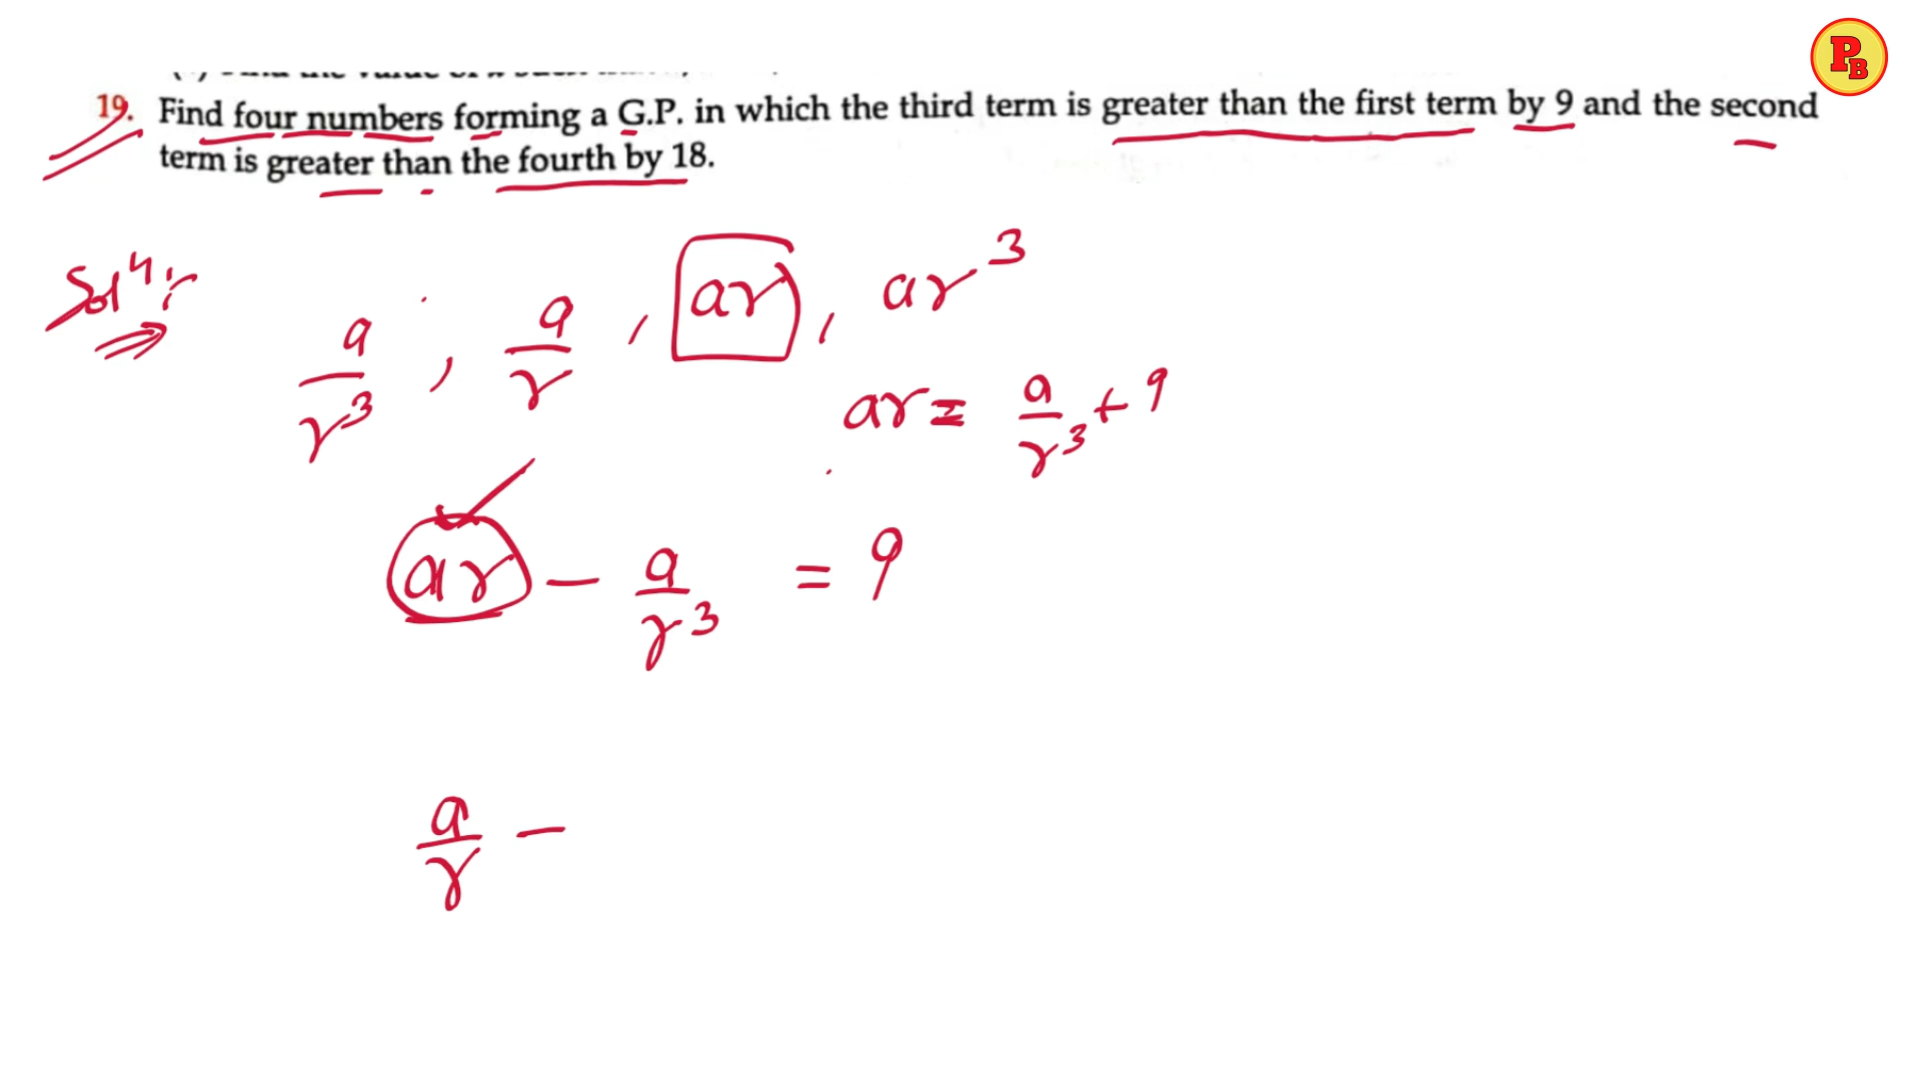 19. Find four numbers forming a G.P. in which the third term is greater than the first term by 9 and the second
term is greater than the fourth by 18.
Solⁿ:-
a/r³ , a/r , ar , ar³
ar = a/r³ + 9
ar - a/r³ = 9
a/r -
PB